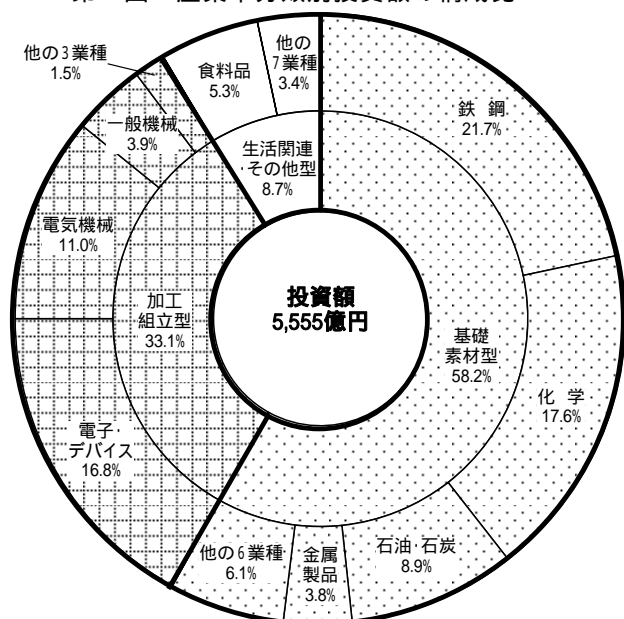 他の3業種
1.5%
食料品
5.3%
他の
7業種
3.4%
鉄 鋼
21.7%
一般機械
3.9%
生活関連
・その他型
8.7%
電気機械
11.0%
加工
組立型
33.1%
投資額
5,555億円
基礎
素材型
58.2%
化 学
17.6%
電子・
デバイス
16.8%
他の6業種
6.1%
金属
製品
3.8%
石油・石炭
8.9%